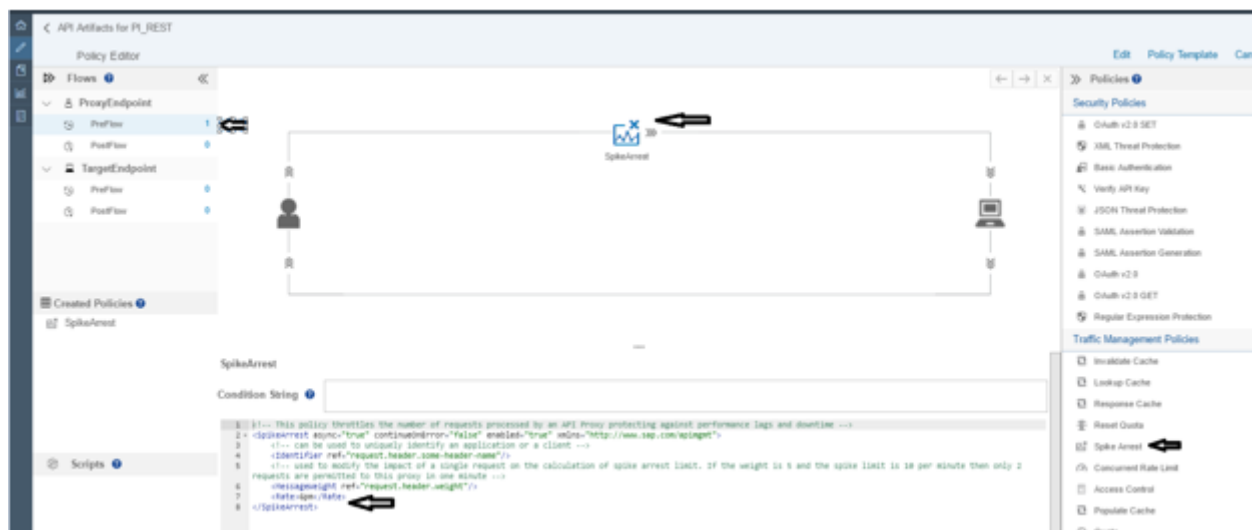 API Artifacts for PI_REST
Policy Editor
Edit Policy Template
Flows
Policies
ProxyEndpoint
PreFlow 1
PostFlow 0
TargetEndpoint
PreFlow 0
PostFlow 0
Created Policies
SpikeArrest
Scripts
SpikeArrest
SpikeArrest
Condition String
1 <!-- This policy throttles the number of requests processed by an API Proxy protecting against performance lags and downtime -->
2 <SpikeArrest async="true" continueOnError="false" enabled="true" xmlns="http://www.sap.com/apimgmt">
3 <!-- can be used to uniquely identify an application or a client -->
4 <Identifier ref="request.header.some-header-name"/>
5 <!-- used to modify the impact of a single request on the calculation of spike arrest limit. If the weight is 5 and the spike limit is 10 per minute then only 2
requests are permitted to this proxy in one minute -->
6 <MessageWeight ref="request.header.weight"/>
7 <Rate>6pm</Rate>
8 </SpikeArrest>
Security Policies
OAuth v2.0 SET
XML Threat Protection
Basic Authentication
Verify API Key
JSON Threat Protection
SAML Assertion Validation
SAML Assertion Generation
OAuth v2.0
OAuth v2.0 GET
Regular Expression Protection
Traffic Management Policies
Invalidate Cache
Lookup Cache
Response Cache
Reset Quota
Spike Arrest
Concurrent Rate Limit
Access Control
Populate Cache